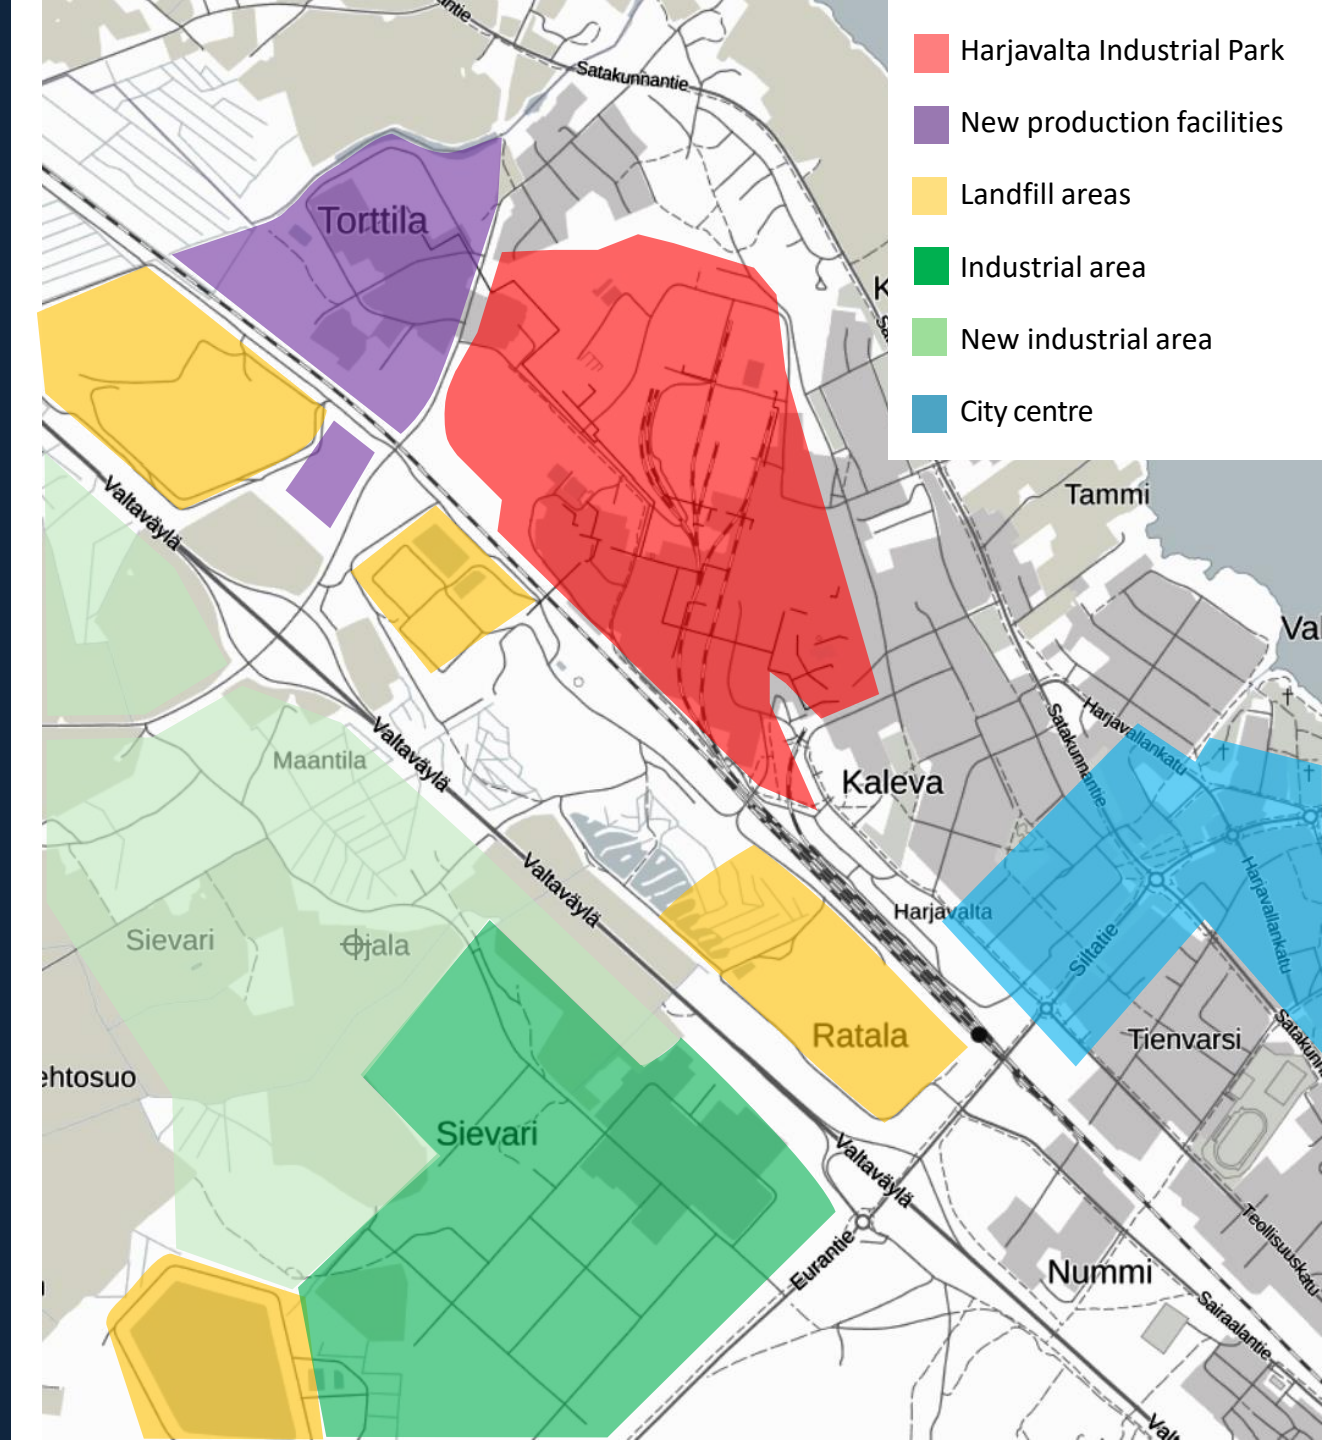 Harjavalta Industrial Park
New production facilities
Landfill areas
Industrial area
New industrial area
City centre
Satakunnantie
Torttila
Tammi
Valtaväylä
Harjavallankatu
Satakunnantie
Maantila
Valtaväylä
Kaleva
Valtaväylä
Harjavalta
Harjavallankatu
Sievari
Ojala
Siltatie
Ratala
Tienvarsi
Sievari
Valtaväylä
Eurantie
Nummi
Teollisuuskatu
Sairaalantie